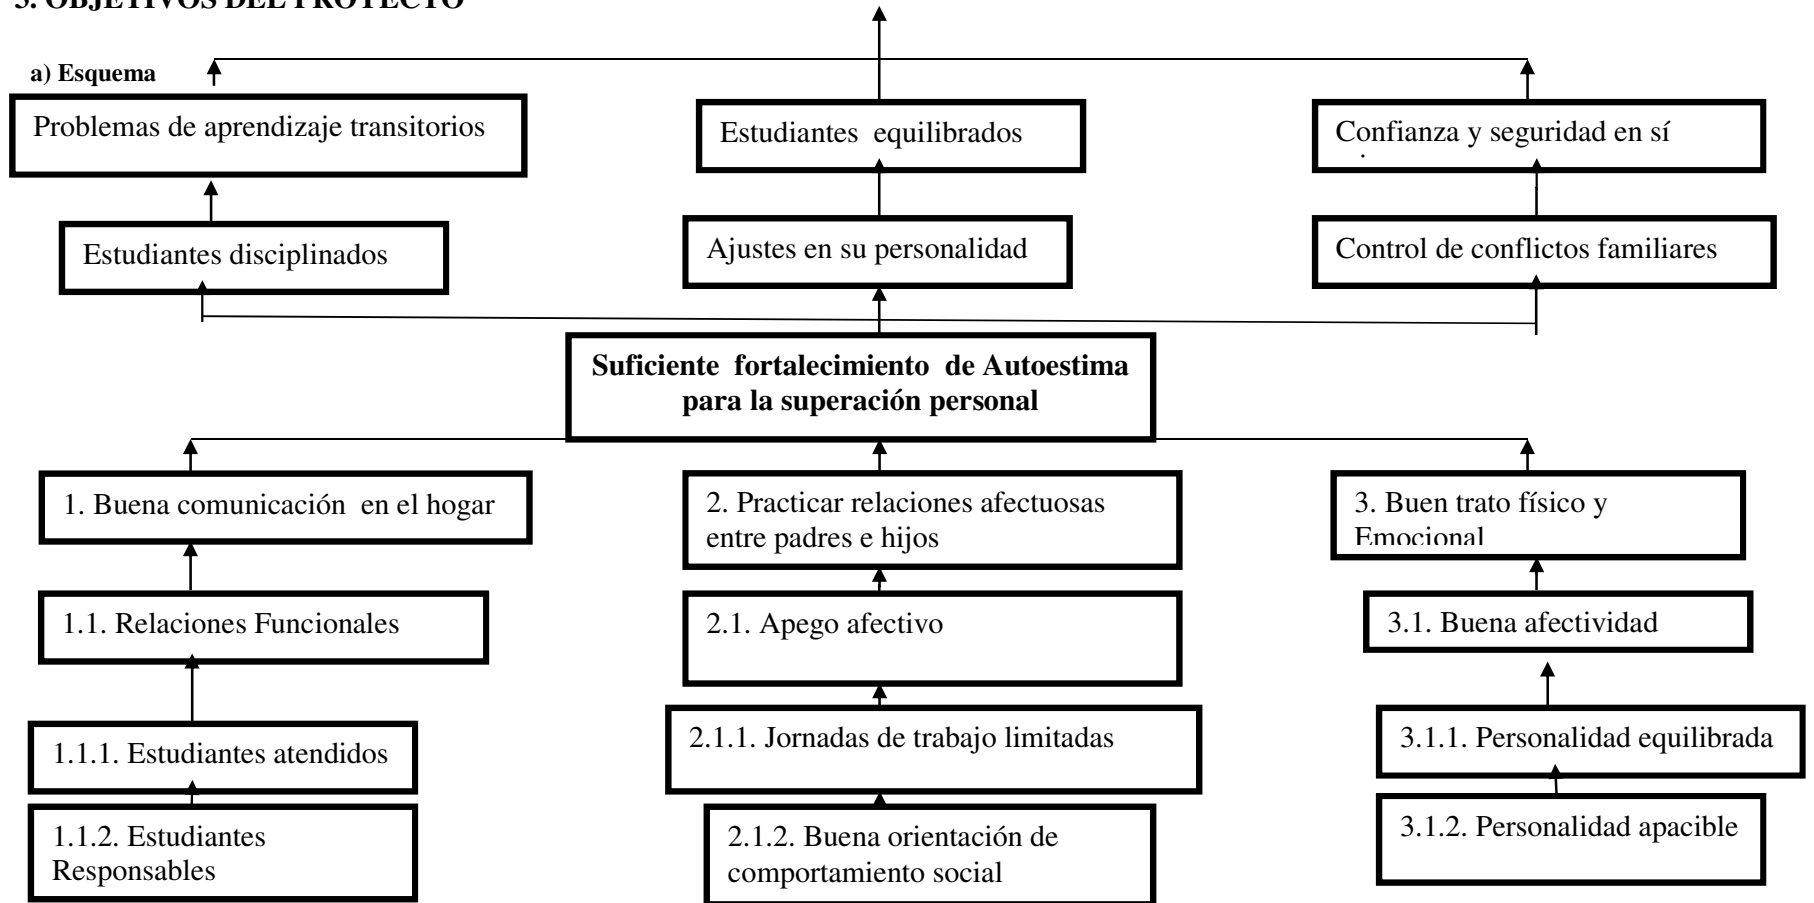 OBJETIVOS DEL PROYECTO
a) Esquema
Problemas de aprendizaje transitorios
Estudiantes equilibrados
Confianza y seguridad en sí
Estudiantes disciplinados
Ajustes en su personalidad
Control de conflictos familiares
Suficiente fortalecimiento de Autoestima
para la superación personal
1. Buena comunicación en el hogar
2. Practicar relaciones afectuosas
entre padres e hijos
3. Buen trato físico y
Emocional
1.1. Relaciones Funcionales
2.1. Apego afectivo
3.1. Buena afectividad
1.1.1. Estudiantes atendidos
2.1.1. Jornadas de trabajo limitadas
3.1.1. Personalidad equilibrada
1.1.2. Estudiantes
Responsables
2.1.2. Buena orientación de
comportamiento social
3.1.2. Personalidad apacible